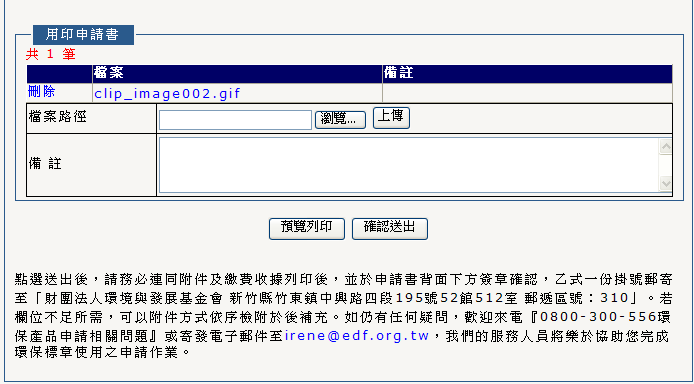 用印申請書
共 1 筆
檔案 備註
刪除 clip_image002.gif
檔案路徑 瀏覽... 上傳
備 註
預覽列印 確認送出
點選送出後，請務必連同附件及繳費收據列印後，並於申請書背面下方簽章確認，乙式一份掛號郵寄
至「財團法人環境與發展基金會 新竹縣竹東鎮中興路四段195號52館512室 郵遞區號：310」。若
欄位不足所需，可以附件方式依序檢附於後補充。如仍有任何疑問，歡迎來電『0800-300-556環
保產品申請相關問題』或寄發電子郵件至irene@edf.org.tw，我們的服務人員將樂於協助您完成
環保標章使用之申請作業。